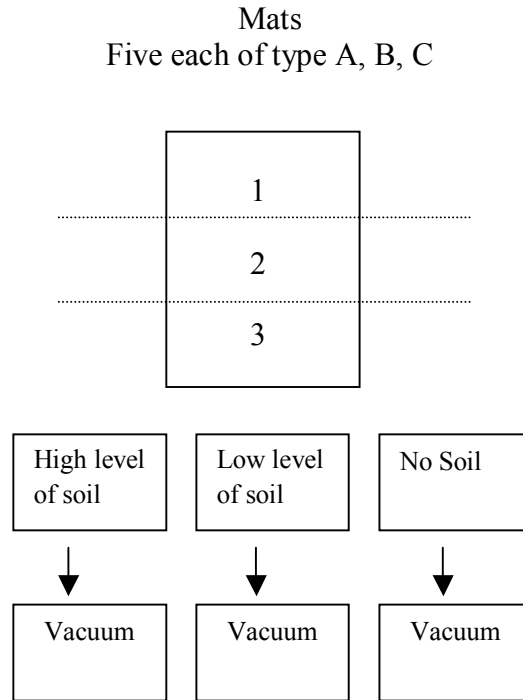 Mats
Five each of type A, B, C
1
2
3
High level
of soil
Low level
of soil
No Soil
Vacuum
Vacuum
Vacuum